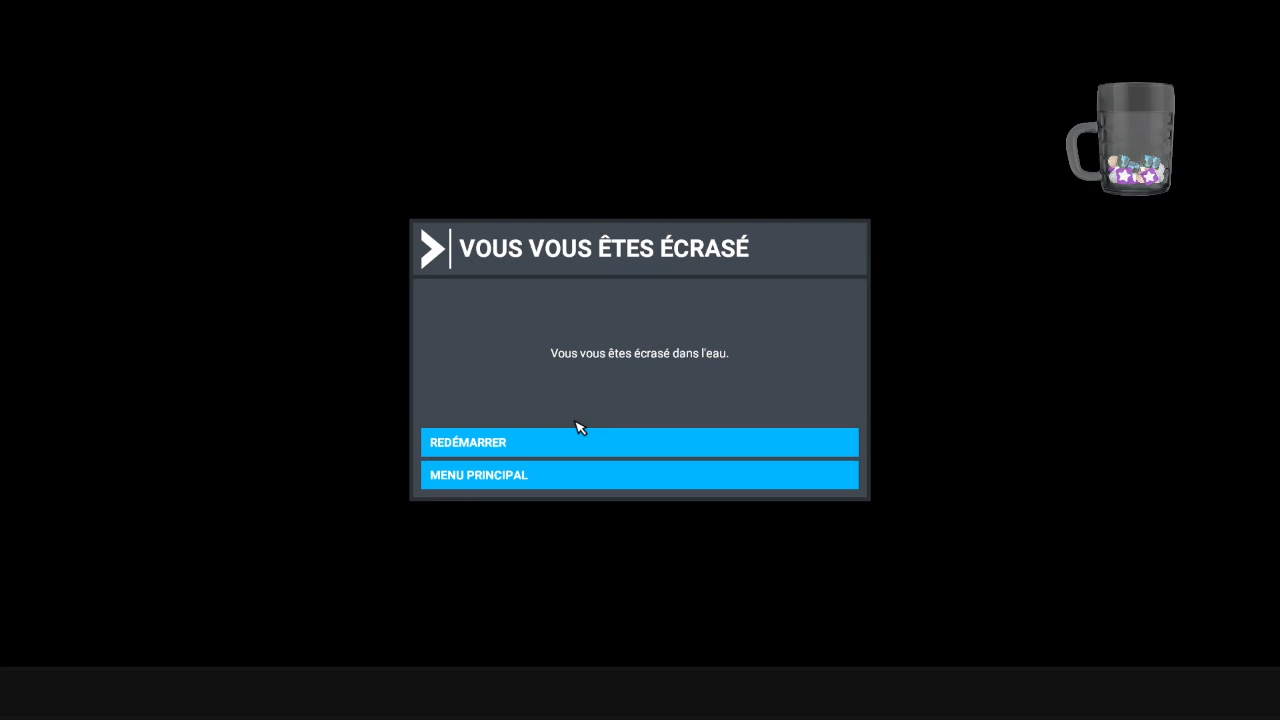 VOUS VOUS ÊTES ÉCRASÉ
Vous vous êtes écrasé dans l'eau.
REDÉMARRER
MENU PRINCIPAL